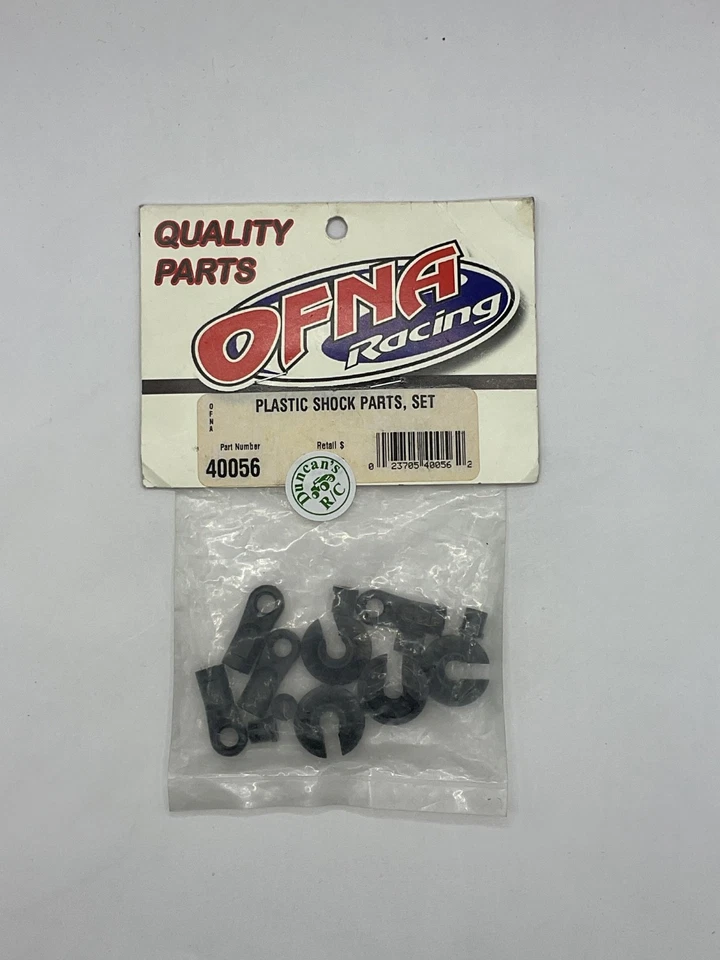 QUALITY
PARTS
OFNA
Racing
OFNA
PLASTIC SHOCK PARTS, SET
Part Number
Retail $
40056
0 23705 40056 2
Duncan's
R/C